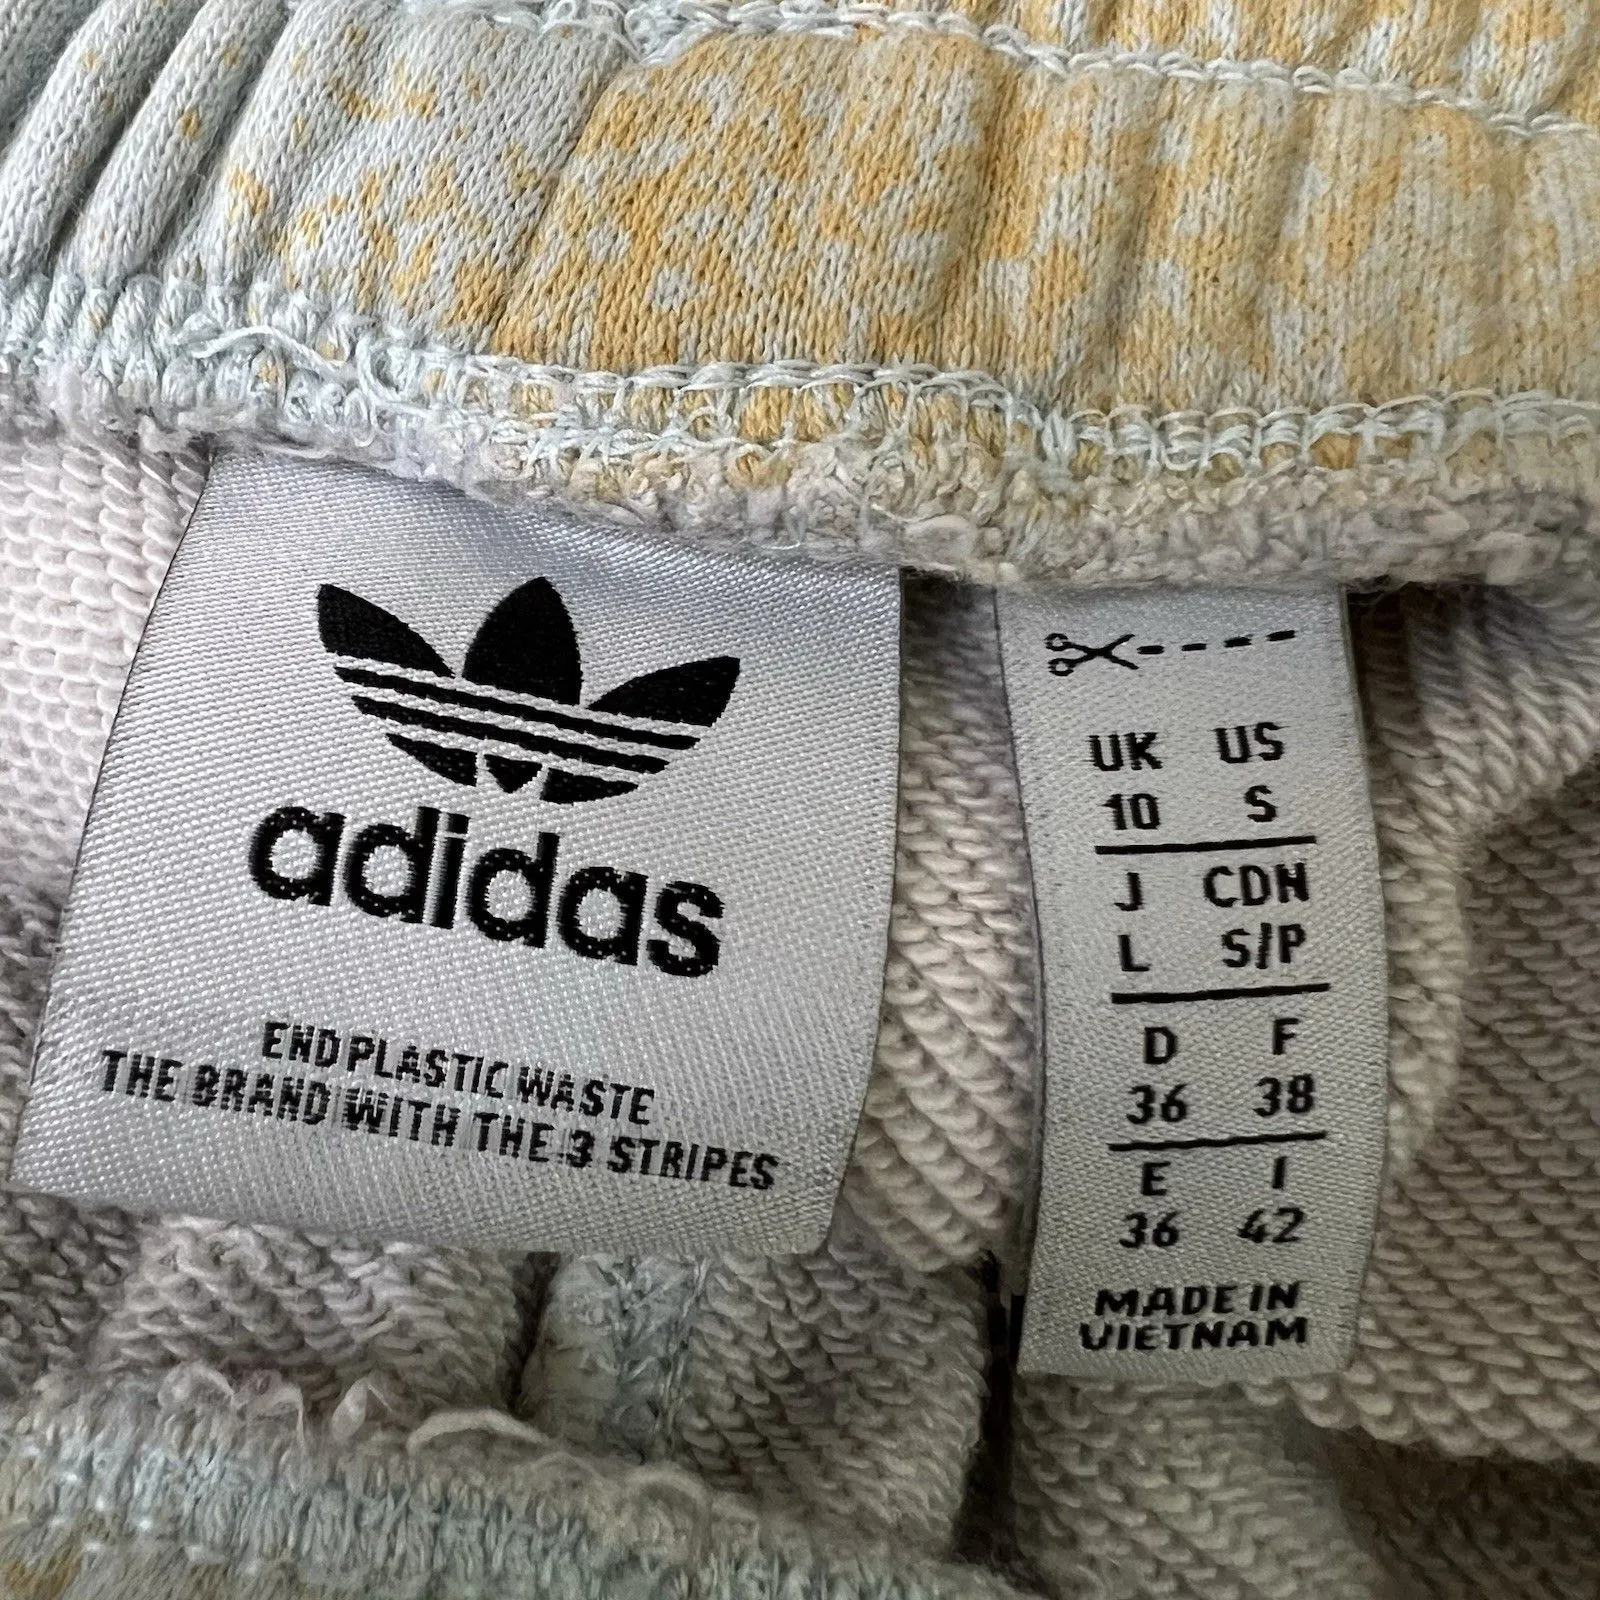 adidas
END PLASTIC WASTE
THE BRAND WITH THE 3 STRIPES
UK US
10 S
J CDN
L S/P
D F
36 38
E I
36 42
MADE IN
VIETNAM